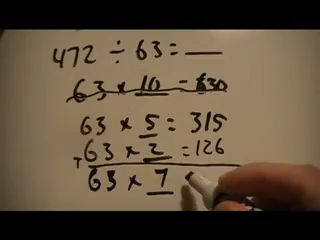 472 ÷ 63 = ___
63 × 10 = 630
63 × 5 = 315
+ 63 × 2 = 126
63 × 7